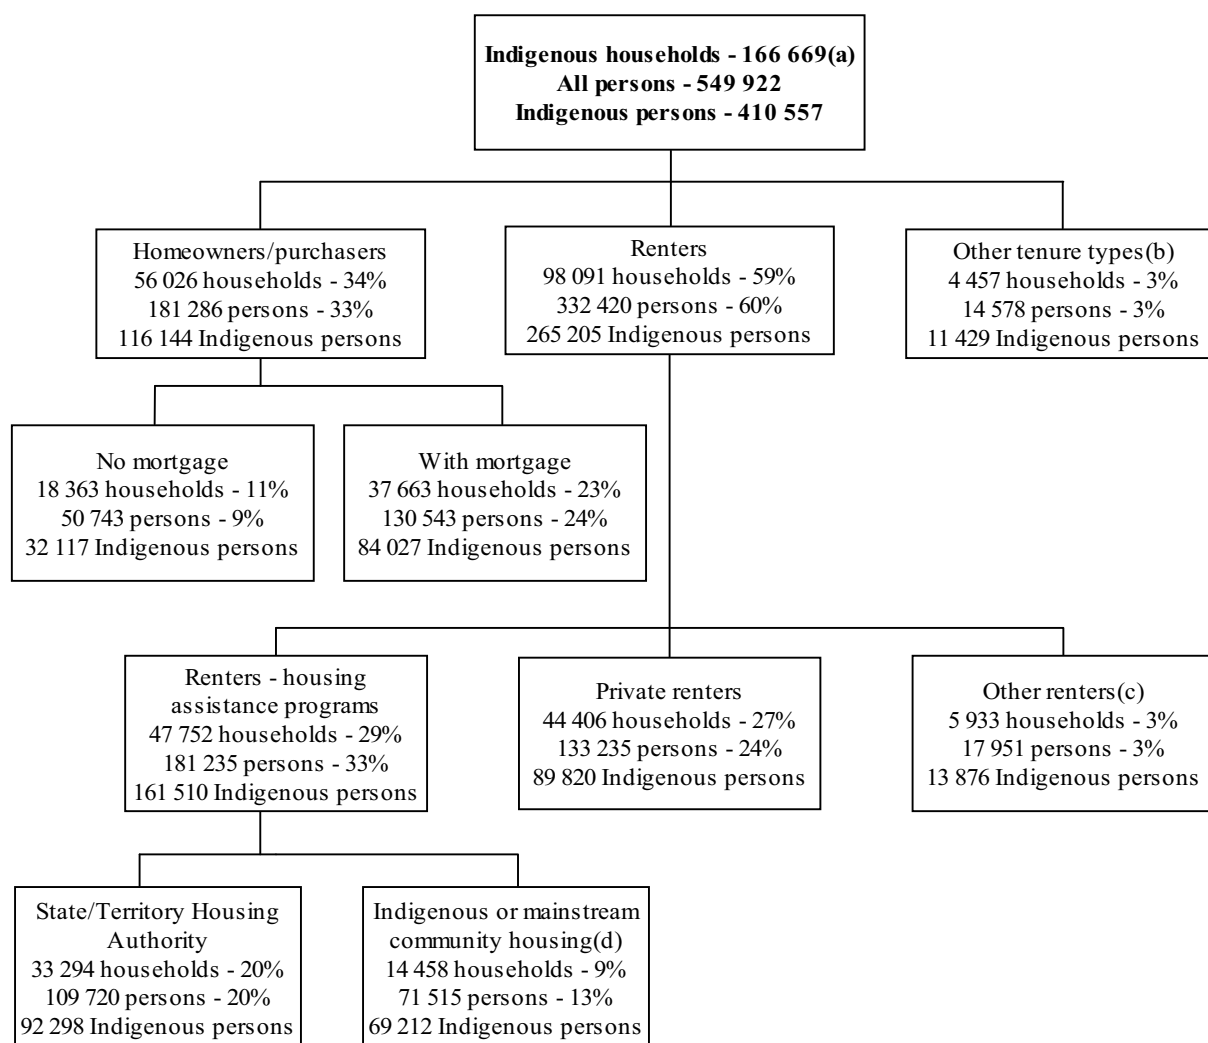 Indigenous households - 166 669(a)
All persons - 549 922
Indigenous persons - 410 557
Homeowners/purchasers
56 026 households - 34%
181 286 persons - 33%
116 144 Indigenous persons
Renters
98 091 households - 59%
332 420 persons - 60%
265 205 Indigenous persons
Other tenure types(b)
4 457 households - 3%
14 578 persons - 3%
11 429 Indigenous persons
No mortgage
18 363 households - 11%
50 743 persons - 9%
32 117 Indigenous persons
With mortgage
37 663 households - 23%
130 543 persons - 24%
84 027 Indigenous persons
Renters - housing
assistance programs
47 752 households - 29%
181 235 persons - 33%
161 510 Indigenous persons
Private renters
44 406 households - 27%
133 235 persons - 24%
89 820 Indigenous persons
Other renters(c)
5 933 households - 3%
17 951 persons - 3%
13 876 Indigenous persons
State/Territory Housing
Authority
33 294 households - 20%
109 720 persons - 20%
92 298 Indigenous persons
Indigenous or mainstream
community housing(d)
14 458 households - 9%
71 515 persons - 13%
69 212 Indigenous persons